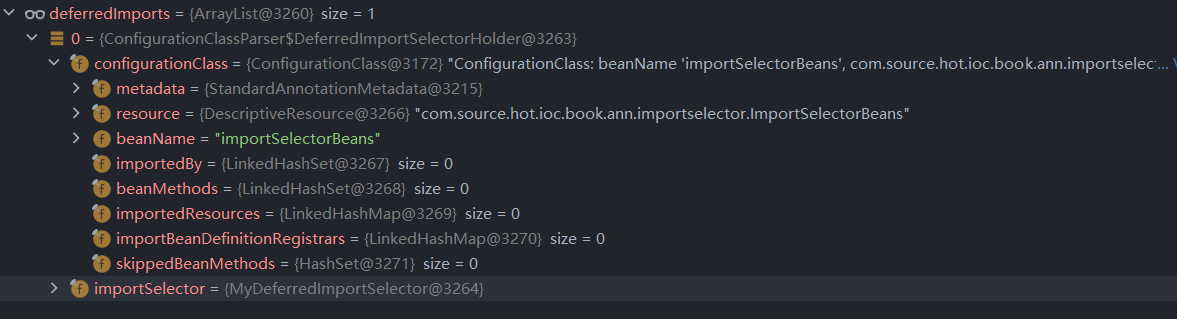 deferredImports = {ArrayList@3260} size = 1
0 = {ConfigurationClassParser$DeferredImportSelectorHolder@3263}
f configurationClass = {ConfigurationClass@3172} "ConfigurationClass: beanName 'importSelectorBeans', com.source.hot.ioc.book.ann.importselec...
f metadata = {StandardAnnotationMetadata@3215}
f resource = {DescriptiveResource@3266} "com.source.hot.ioc.book.ann.importselector.ImportSelectorBeans"
f beanName = "importSelectorBeans"
f importedBy = {LinkedHashSet@3267} size = 0
f beanMethods = {LinkedHashSet@3268} size = 0
f importedResources = {LinkedHashMap@3269} size = 0
f importBeanDefinitionRegistrars = {LinkedHashMap@3270} size = 0
f skippedBeanMethods = {HashSet@3271} size = 0
f importSelector = {MyDeferredImportSelector@3264}